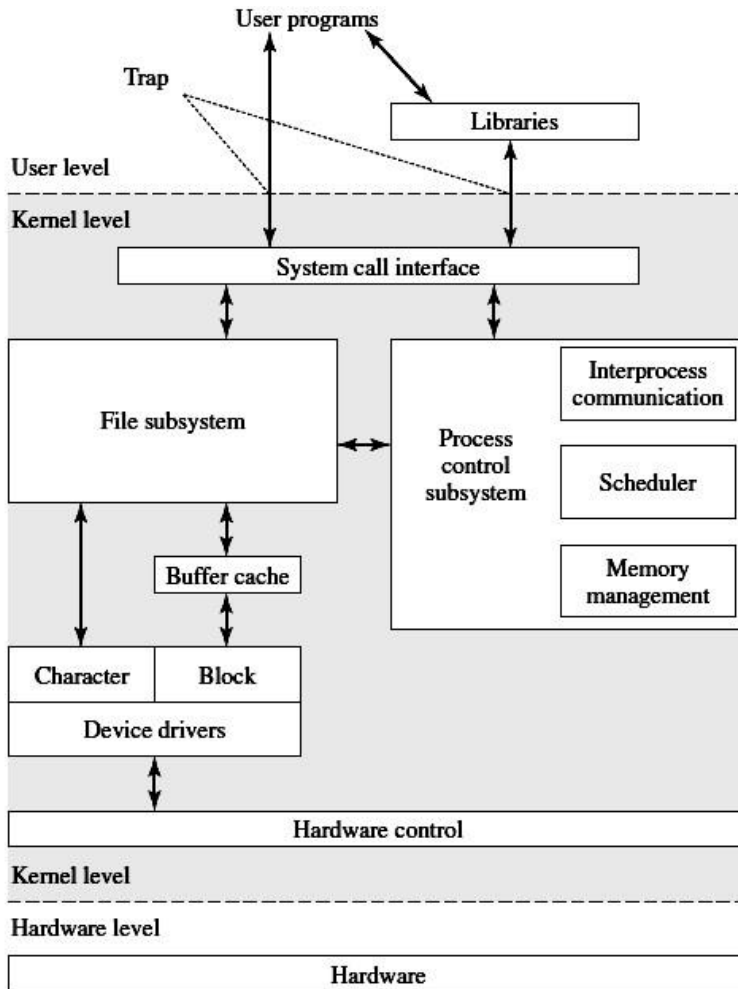 User programs
Trap
Libraries
User level
Kernel level
System call interface
File subsystem
Process
control
subsystem
Interprocess
communication
Scheduler
Memory
management
Buffer cache
Character
Block
Device drivers
Hardware control
Kernel level
Hardware level
Hardware